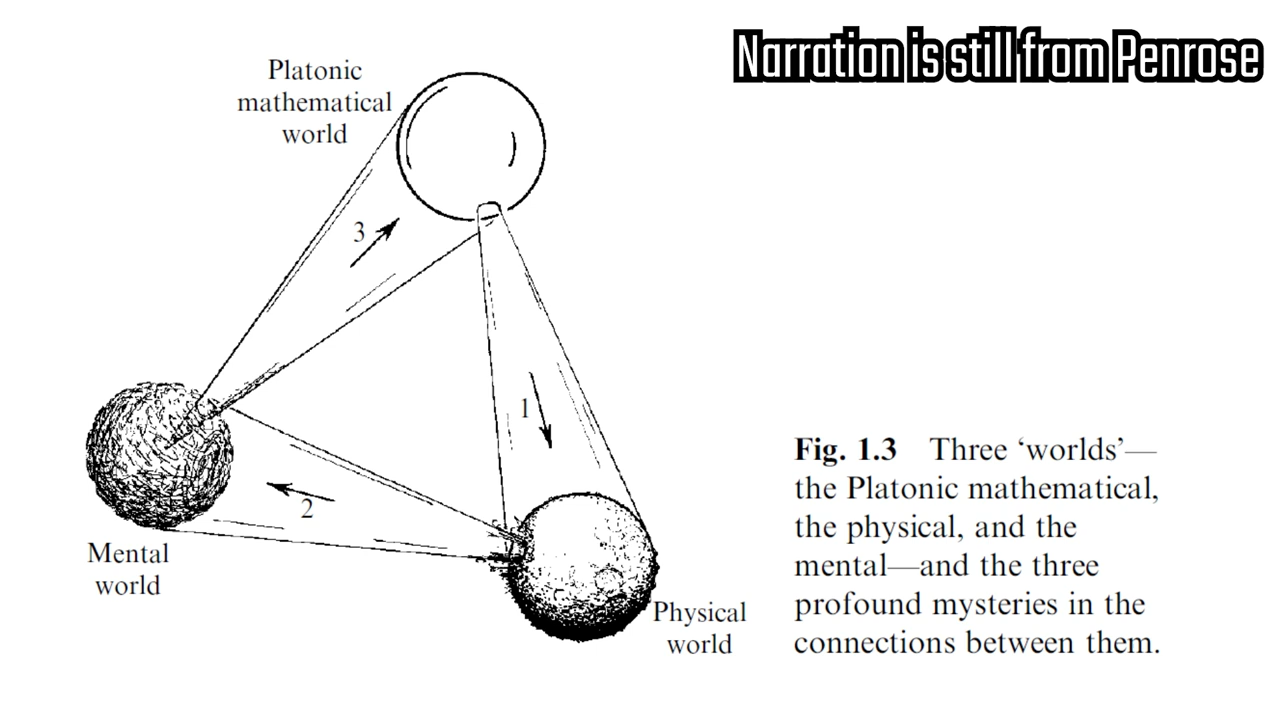 Narration is still from Penrose
Platonic
mathematical
world
3
1
2
Mental
world
Physical
world
Fig. 1.3 Three ‘worlds’—
the Platonic mathematical,
the physical, and the
mental—and the three
profound mysteries in the
connections between them.